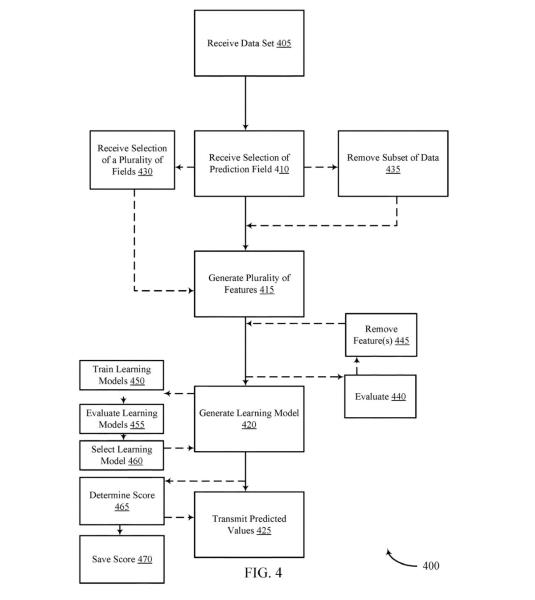 Receive Data Set 405
Receive Selection
of a Plurality of
Fields 430
Receive Selection of
Prediction Field 410
Remove Subset of Data
435
Generate Plurality of
Features 415
Remove
Feature(s) 445
Train Learning
Models 450
Evaluate Learning
Models 455
Select Learning
Model 460
Generate Learning Model
420
Evaluate 440
Determine Score
465
Transmit Predicted
Values 425
Save Score 470
FIG. 4
400